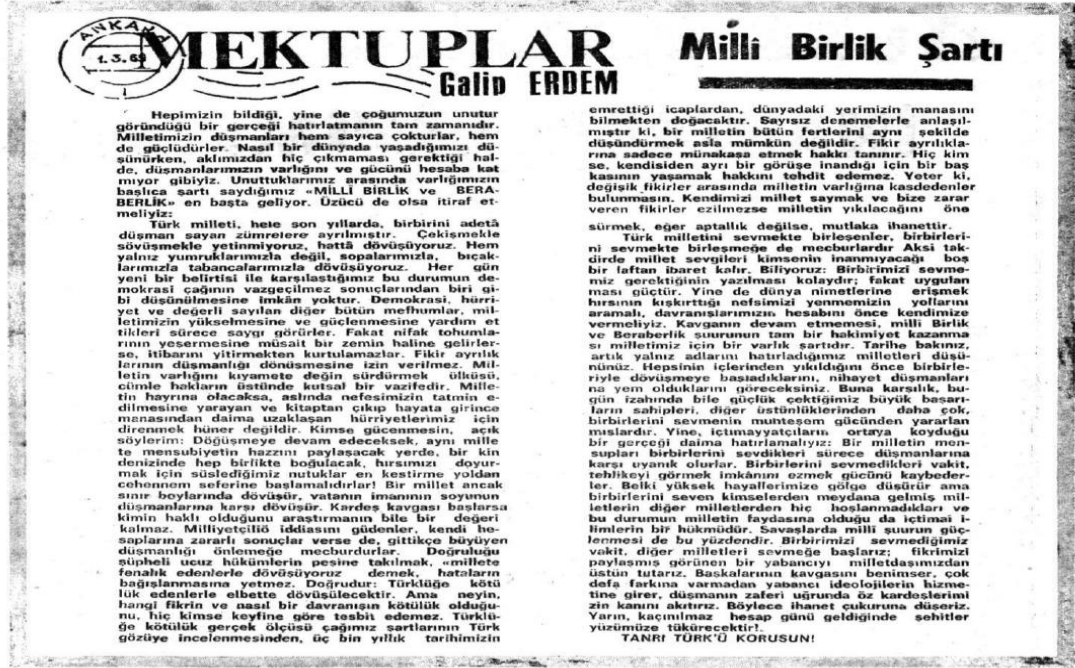 ANKARA
1.3.69
MEKTUPLAR
Galip ERDEM
Millî Birlik Şartı
Hepimizin bildiği, yine de çoğumuzun unutur
göründüğü bir gerçeği hatırlatmanın tam zamanıdır.
Milletimizin düşmanları hem sayıca çokturlar, hem
de güçlüdürler. Nasıl bir dünyada yaşadığımızı dü-
şünürken, aklımızdan hiç çıkmaması gerektiği hal-
de, düşmanlarımızın varlığını ve gücünü hesaba kat
mıyor gibiyiz. Unuttuklarımız arasında varlığımızın
başlıca şartı saydığımız «MİLLÎ BİRLİK ve BERA-
BERLİK» en başta geliyor. Üzücü de olsa itiraf et-
meliyiz:
Türk milleti, hele son yıllarda, birbirini adetâ
düşman sayan zümrelere ayrılmıştır. Çekişmekle
sövüşmekle yetinmiyoruz, hattâ dövüşüyoruz. Hem
yalnız yumruklarımızla değil, sopalarımızla, bıçak-
larımızla tabancalarımızla dövüşüyoruz. Her gün
yeni bir belirtisi ile karşılaştığımız bu durumun de-
mokrasi çağının vazgeçilmez sonuçlarından biri gi-
bi düşünülmesine imkân yoktur. Demokrasi, hürri-
yet ve değerli sayılan diğer bütün mefhumlar, mil-
letimizin yükselmesine ve güçlenmesine yardım et
tikleri sürece saygı görürler. Fakat nifak tohumla-
rının yeşermesine müsait bir zemin haline gelirler-
se, itibarını yitirmekten kurtulamazlar. Fikir ayrılık
larının düşmanlığı dönüşmesine izin verilmez. Mil-
letin varlığını kıyamete değin sürdürmek ülküsü,
cümle hakların üstünde kutsal bir vazifedir. Mille-
tin hayrına olacaksa, aslında nefesimizin tatmin e-
dilmesine yarayan ve kitaptan çıkıp hayata girince
manasından daima uzaklaşan hürriyetlerimiz için
direnmek hüner değildir. Kimse gücenmesin, açık
söylerim: Döğüşmeye devam edeceksek, aynı mille
te mensubiyetin hazzını paylaşacak yerde, bir kin
denizinde hep birlikte boğulacak, hırsımızı doyur-
mak için süslediğimiz nutuklar en kestirme yoldan
cehennem seferine başlamalıdırlar! Bir millet ancak
sınır boylarında dövüşür, vatanın imanının soyunun
düşmanlarına karşı dövüşür. Kardeş kavgası başlarsa
kimin haklı olduğunu araştırmanın bile bir değeri
kalmaz. Milliyetçiliğ iddiasını güdenler, kendi he-
saplarına zararlı sonuçlar verse de, gittikçe büyüyen
düşmanlığı önlemeğe mecburdurlar. Doğruluğu
şüpheli ucuz hükümlerin peşine takılmak, «millete
fenalık edenlerle dövüşüyoruz demek, hataların
bağışlanmasına yetmez. Doğrudur: Türklüğe kötü
lük edenlerle elbette dövüşülecektir. Ama neyin,
hangi fikrin ve nasıl bir davranışın kötülük olduğu-
nu, hiç kimse keyfine göre tesbit edemez. Türklü-
ğe kötülük gerçek ölçüsü çağımız şartlarının Türk
gözüye incelenmesinden, üç bin yıllık tarihimizin
emrettiği icaplardan, dünyadaki yerimizin manasını
bilmekten doğacaktır. Sayısız denemelerle anlaşıl-
mıştır ki, bir milletin bütün fertlerini aynı şekilde
düşündürmek asla mümkün değildir. Fikir ayrılıkla-
rına sadece münakaşa etmek hakkı tanınır. Hiç kim
se, kendisiden ayrı bir görüşe inandığı için bir baş
kasının yaşamak hakkını tehdit edemez. Yeter ki,
değişik fikirler arasında milletin varlığına kasdedenler
bulunmasın. Kendimizi millet saymak ve bize zarar
veren fikirler ezilmezse milletin yıkılacağını öne
sürmek, eğer aptallık değilse, mutlaka ihanettir.
Türk milletini sevmekte birleşenler, birbirleri-
ni sevmekte birleşmeğe de mecburlardır Aksi tak-
dirde millet sevgileri kimsenin inanmıyacağı boş
bir laftan ibaret kalır. Biliyoruz: Birbirimizi sevme-
miz gerektiğinin yazılması kolaydır; fakat uygulan
ması güçtür. Yine de dünya nimetlerine erişmek
hırsının kışkırttığı nefsimizi yenmemizin yollarını
aramalı, davranışlarımızın hesabını önce kendimize
vermeliyiz. Kavganın devam etmemesi, milli Birlik
ve Beraberlik şuurunun tam bir hakimiyet kazanma
sı milletimiz için bir varlık şartıdır. Tarihe bakınız,
artık yalnız adlarını hatırladığımız milletleri düşü-
nünüz. Hepsinin içlerinden yıkıldığını önce birbirle-
riyle dövüşmeye başladıklarını, nihayet düşmanları
na yem olduklarını göreceksiniz. Buna karşılık, bu-
gün izahında bile güçlük çektiğimiz büyük başarı-
ların sahipleri, diğer üstünlüklerinden daha çok,
birbirlerini sevmenin muhteşem gücünden yararlan
mışlardır. Yine, içtimayyatçıların ortaya koyduğu
bir gerçeği daima hatırlamalıyız: Bir milletin men-
supları birbirlerini sevdikleri sürece düşmanlarına
karşı uyanık olurlar. Birbirlerini sevmedikleri vakit,
tehlikeyi görmek imkânını ezmek gücünü kaybeder-
ler. Belki yüksek hayallerimize gölge düşürür ama
birbirlerini seven kimselerden meydana gelmiş mil-
letlerin diğer milletlerden hiç hoşlanmadıkları ve
bu durumun milletin faydasına olduğu da içtimai i-
limlerin bir hükmüdür. Savaşlarda milli şuurun güç-
lenmesi de bu yüzdendir. Birbirimizi sevmediğimiz
vakit, diğer milletleri sevmeğe başlarız; fikrimizi
paylaşmış görünen bir yabancıyı milletdaşımızdan
üstün tutarız. Başkalarının kavgasını benimser, çok
defa farkına varmadan yabancı ideolojilerin hizme-
tine girer, düşmanın zaferi uğrunda öz kardeşlerimi
zin kanını akıtırız. Böylece ihanet çukuruna düşeriz.
Yarın, kaçınılmaz hesap günü geldiğinde şehitler
yüzümüze tükürecektir!.
TANRI TÜRK'Ü KORUSUN!